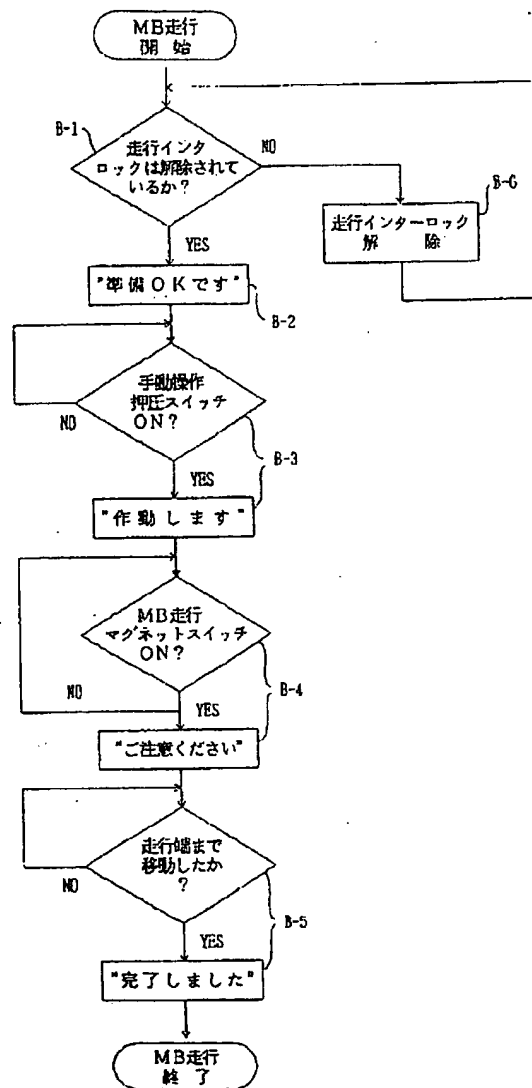 MB走行
開始
B-1
走行インタ
ロックは解除されて
いるか？
NO
B-6
走行インターロック
解除
YES
"準備OKです"
B-2
手動操作
押圧スイッチ
ON？
NO
B-3
YES
"作動します"
MB走行
マグネットスイッチ
ON？
NO
B-4
YES
"ご注意ください"
走行端まで
移動したか
？
NO
B-5
YES
"完了しました"
MB走行
終了